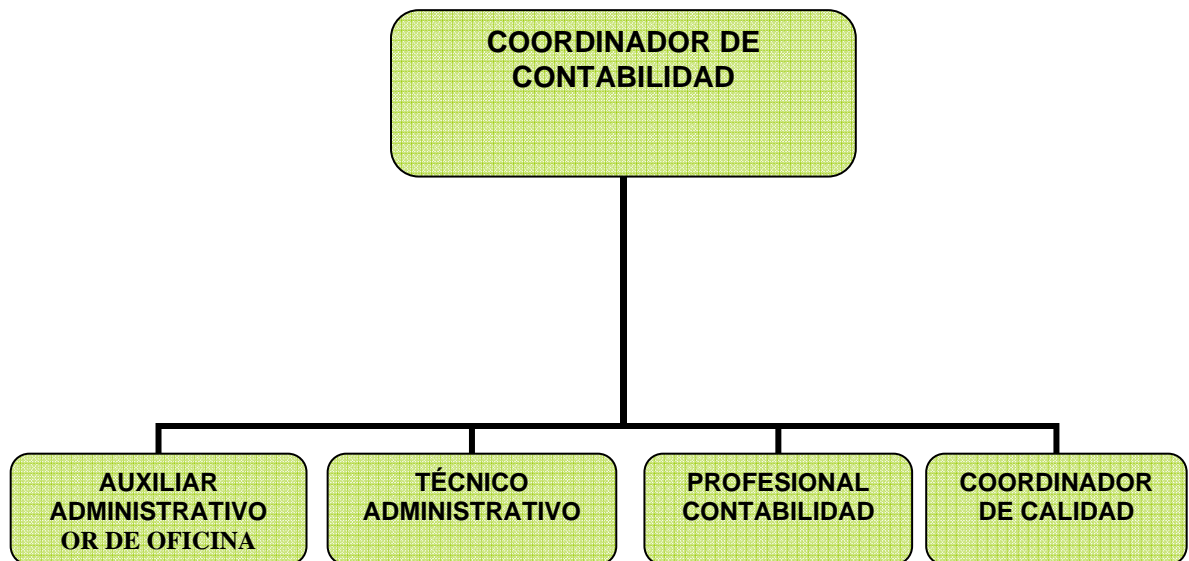 COORDINADOR DE
CONTABILIDAD
AUXILIAR
ADMINISTRATIVO
OR DE OFICINA
TÉCNICO
ADMINISTRATIVO
PROFESIONAL
CONTABILIDAD
COORDINADOR
DE CALIDAD